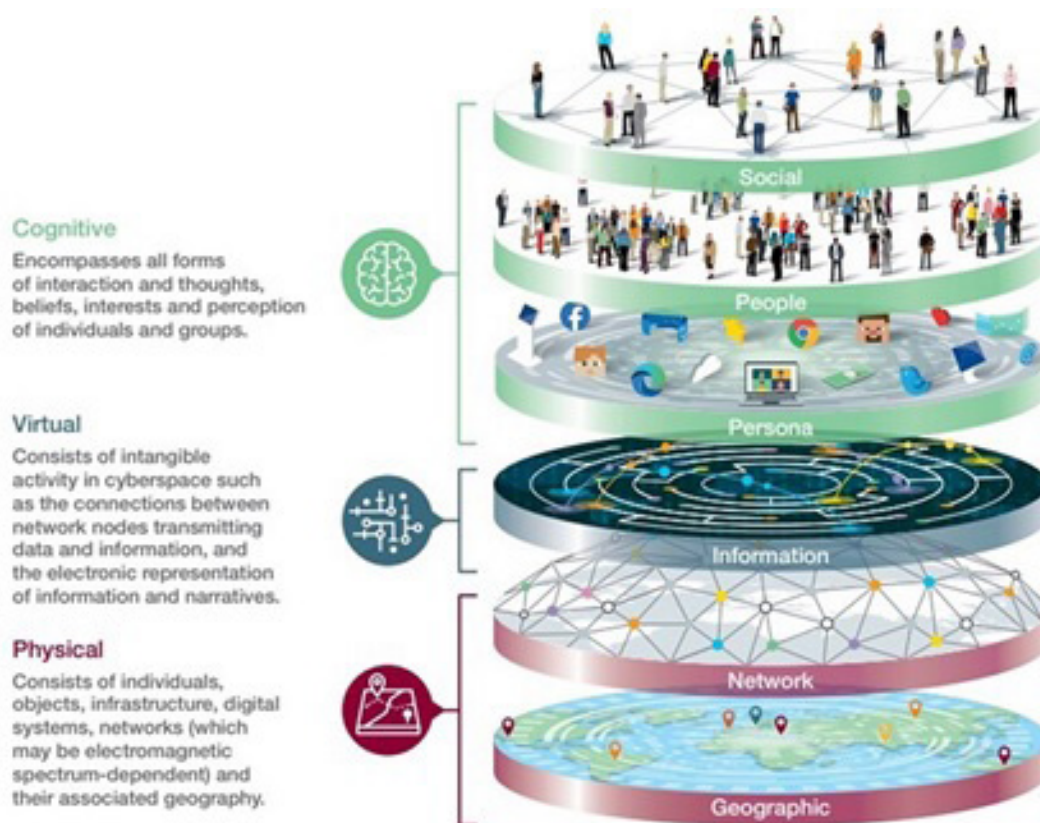 Social
Cognitive
Encompasses all forms
of interaction and thoughts,
beliefs, interests and perception
of individuals and groups.
People
Persona
Virtual
Consists of intangible
activity in cyberspace such
as the connections between
network nodes transmitting
data and information, and
the electronic representation
of information and narratives.
Information
Physical
Consists of individuals,
objects, infrastructure, digital
systems, networks (which
may be electromagnetic
spectrum-dependent) and
their associated geography.
Network
Geographic